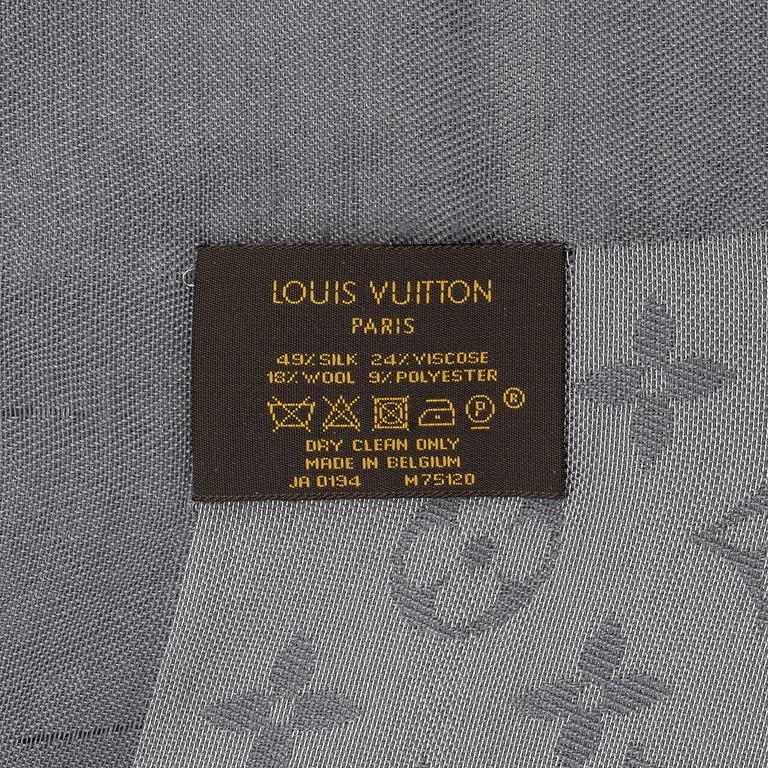 LOUIS VUITTON
PARIS
49% SILK 24% VISCOSE
18% WOOL 9% POLYESTER
P ®
DRY CLEAN ONLY
MADE IN BELGIUM
JA 0194 M75120